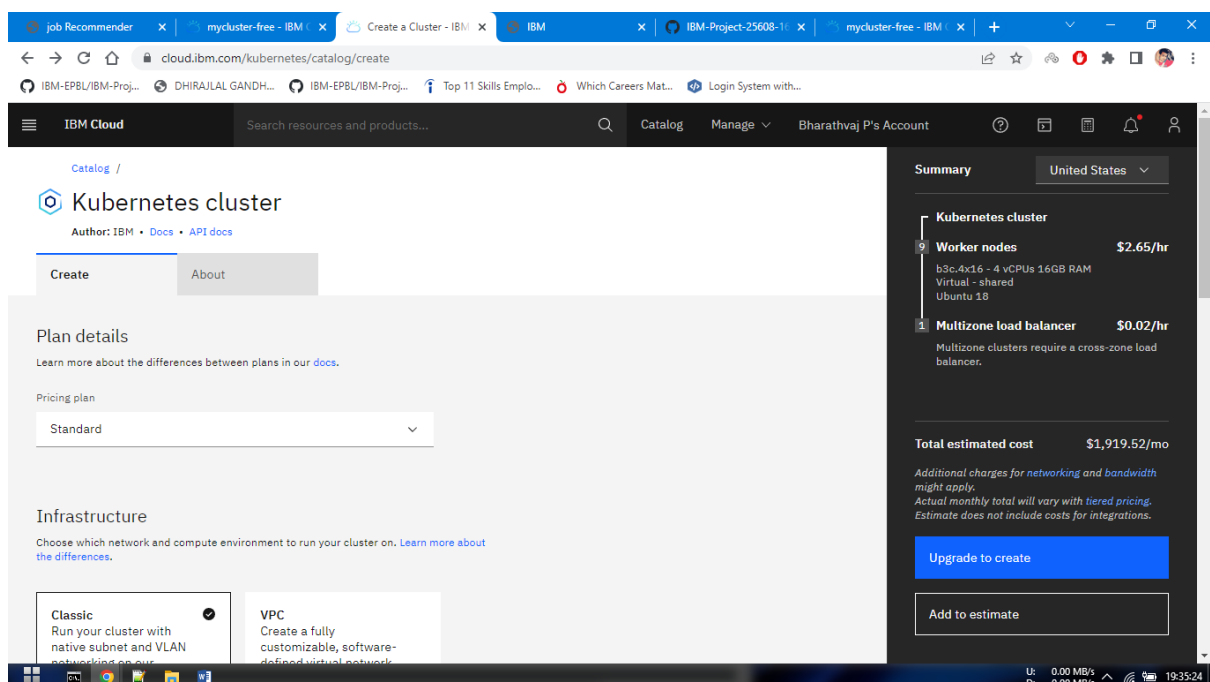 job Recommender
mycluster-free - IBM C
Create a Cluster - IBM
IBM
IBM-Project-25608-16
mycluster-free - IBM C
cloud.ibm.com/kubernetes/catalog/create
IBM-EPBL/IBM-Proj...
DHIRAJLAL GANDH...
IBM-EPBL/IBM-Proj...
Top 11 Skills Emplo...
Which Careers Mat...
Login System with...
IBM Cloud
Search resources and products...
Catalog
Manage
Bharathvaj P's Account
Catalog /
Kubernetes cluster
Author: IBM • Docs • API docs
Create
About
Plan details
Learn more about the differences between plans in our docs.
Pricing plan
Standard
Infrastructure
Choose which network and compute environment to run your cluster on. Learn more about
the differences.
Classic
Run your cluster with
native subnet and VLAN
networking on our
VPC
Create a fully
customizable, software-
defined virtual network
Summary
United States
Kubernetes cluster
9 Worker nodes $2.65/hr
b3c.4x16 - 4 vCPUs 16GB RAM
Virtual - shared
Ubuntu 18
1 Multizone load balancer $0.02/hr
Multizone clusters require a cross-zone load
balancer.
Total estimated cost $1,919.52/mo
Additional charges for networking and bandwidth
might apply.
Actual monthly total will vary with tiered pricing.
Estimate does not include costs for integrations.
Upgrade to create
Add to estimate
U: 0.00 MB/s
19:35:24